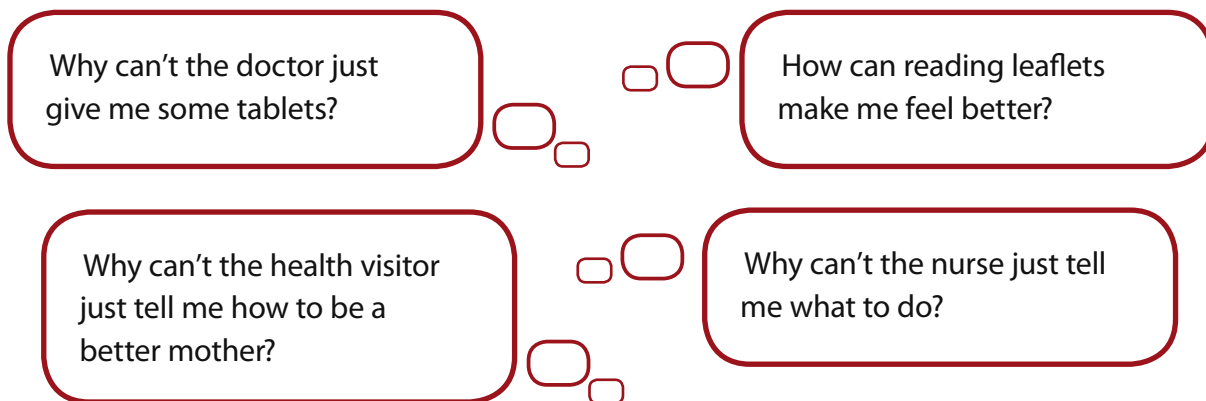 Why can’t the doctor just
give me some tablets?
How can reading leaflets
make me feel better?
Why can’t the health visitor
just tell me how to be a
better mother?
Why can’t the nurse just tell
me what to do?